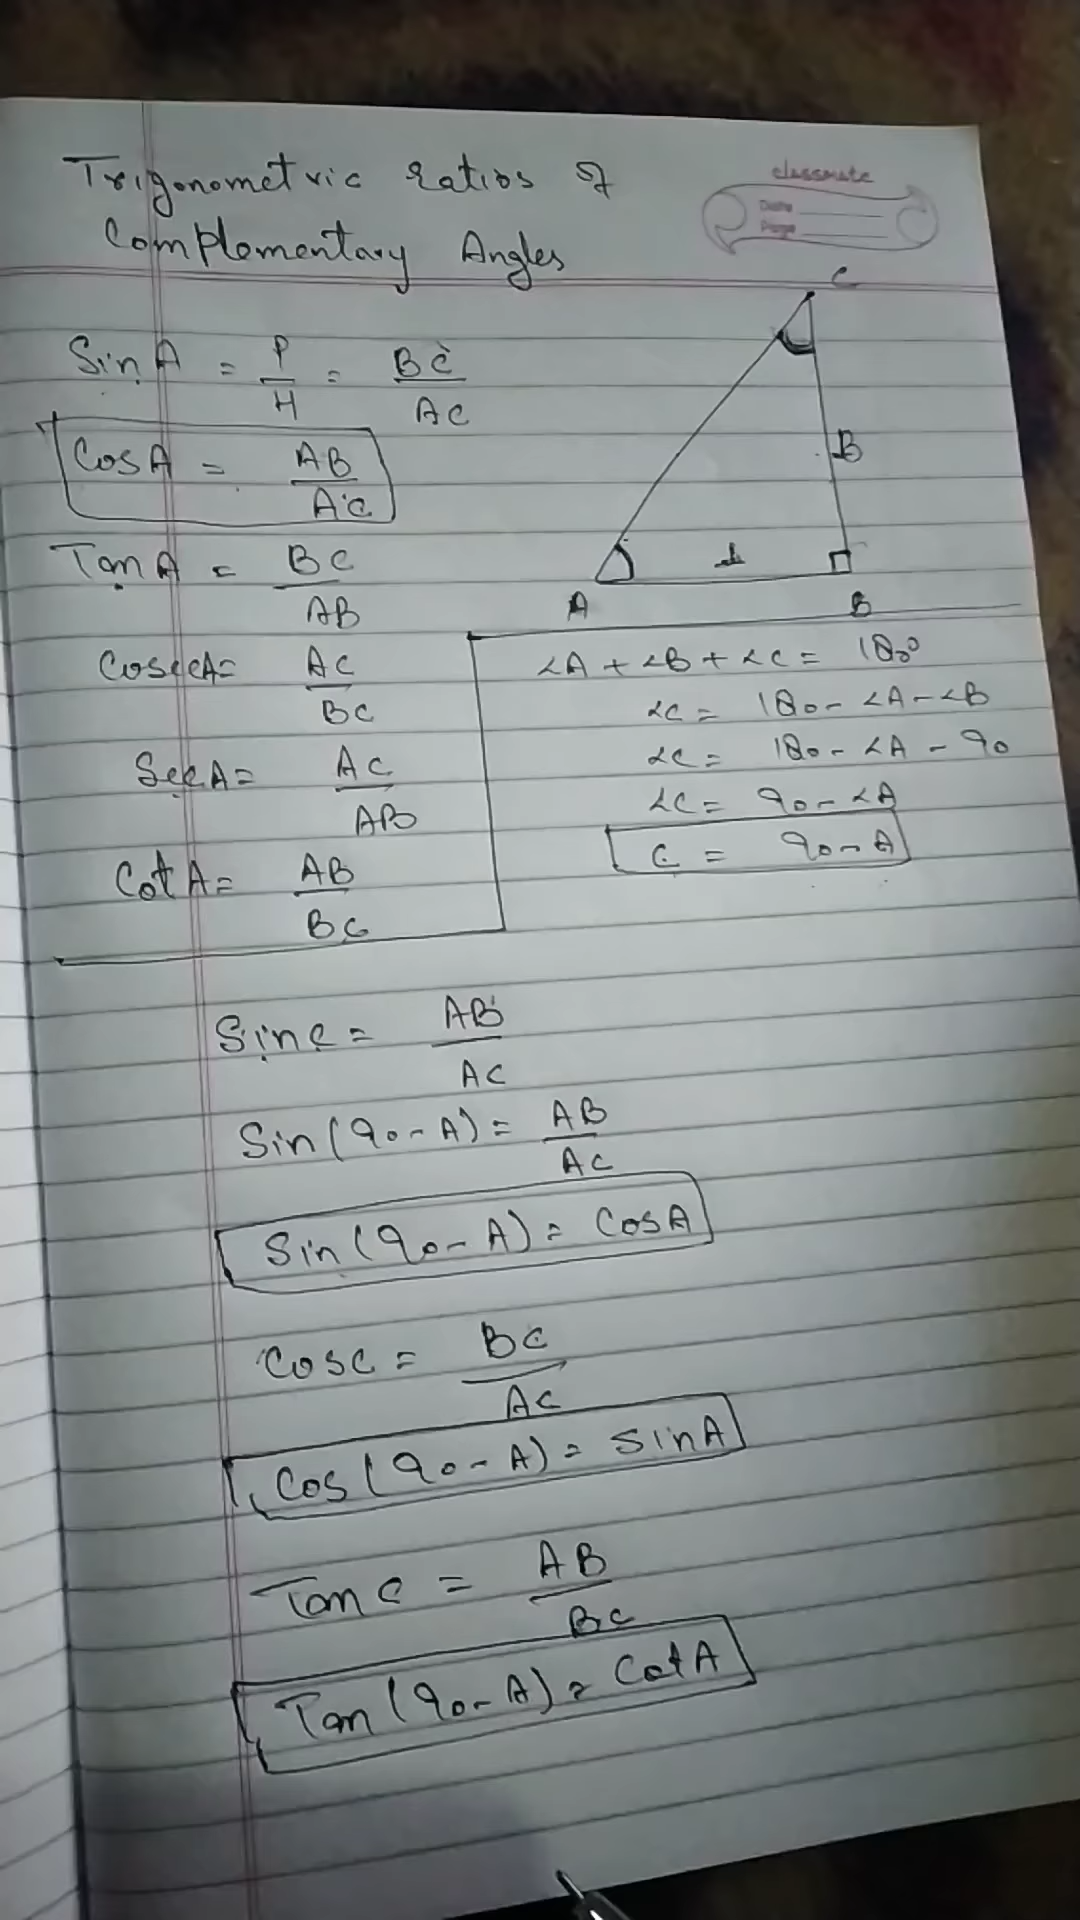 Trigonometric ratios of
Complementary Angles
classmate
Date
Page
C
B
A
B
Sin A = P/H = BC/AC
Cos A = AB/AC
Tan A = BC/AB
CosecA = AC/BC
Sec A = AC/AB
Cot A = AB/BC
∠A + ∠B + ∠C = 180°
∠C = 180 - ∠A - ∠B
∠C = 180 - ∠A - 90
∠C = 90 - ∠A
C = 90 - A
Sin C = AB/AC
Sin (90 - A) = AB/AC
Sin (90 - A) = Cos A
Cos C = BC/AC
Cos (90 - A) = Sin A
Tan C = AB/BC
Tan (90 - A) = Cot A